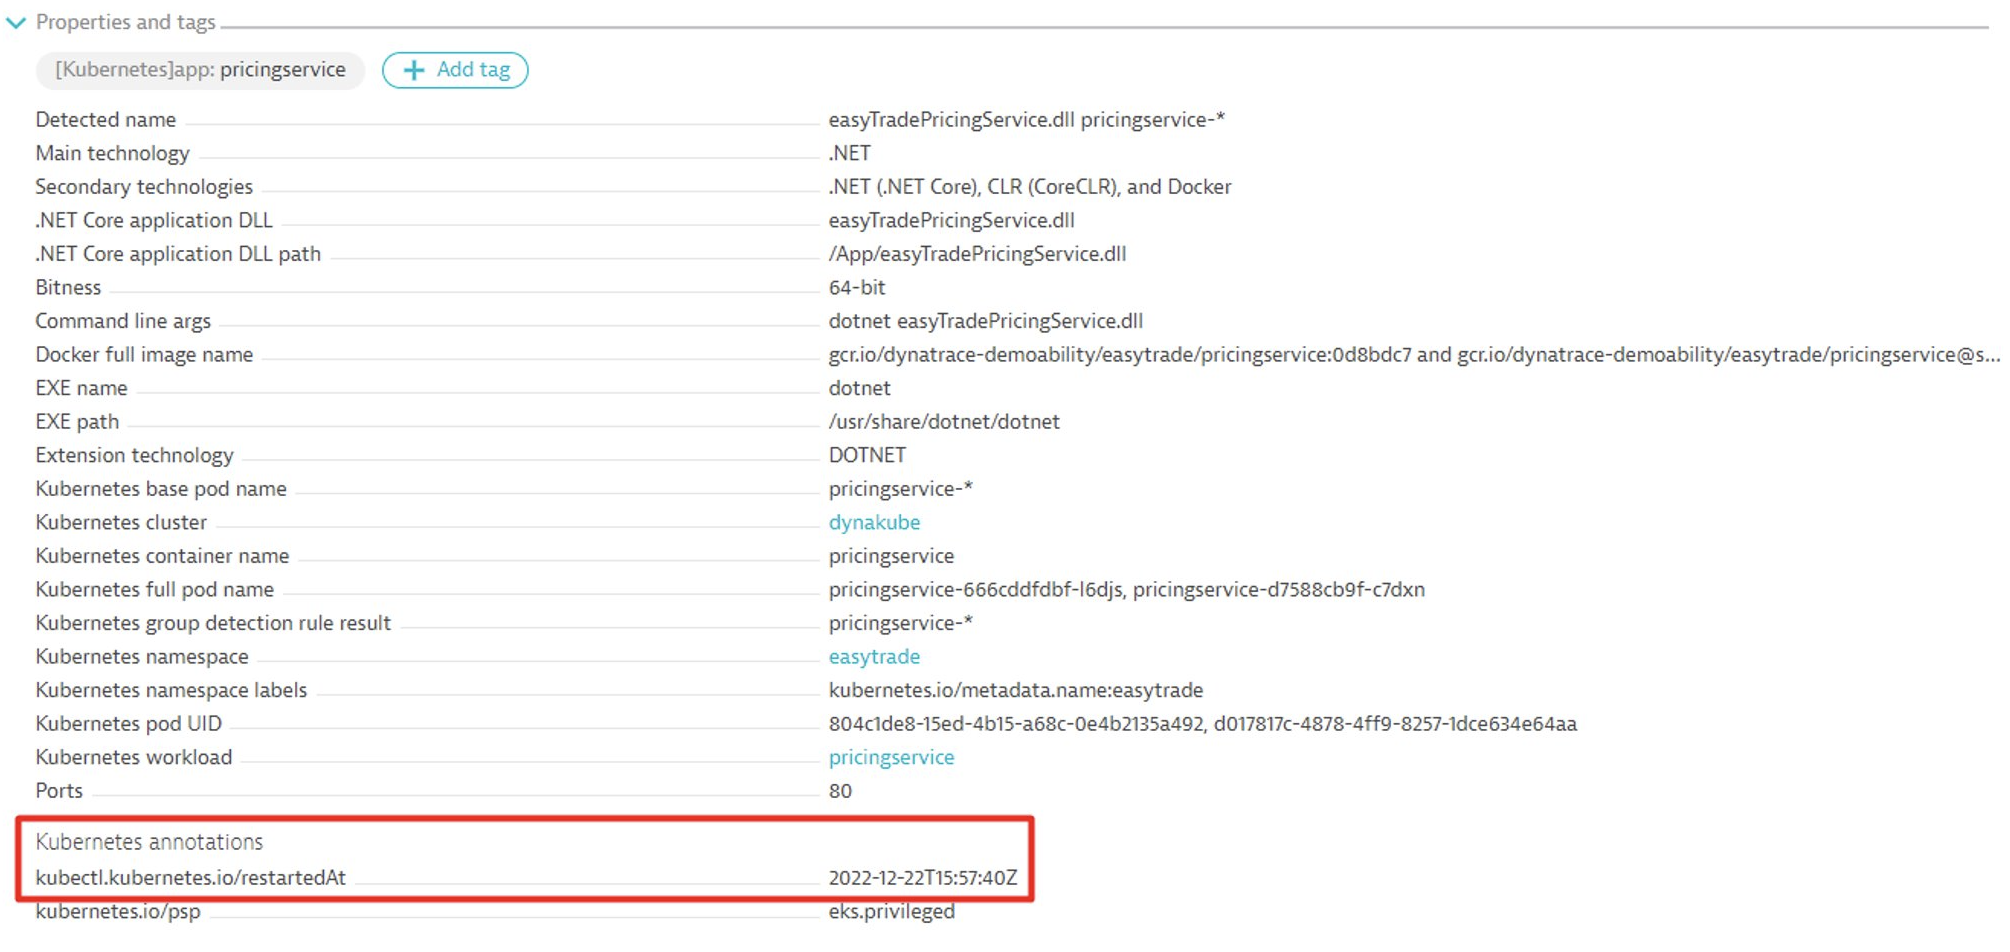 Properties and tags
[Kubernetes]app: pricingservice + Add tag
Detected name easyTradePricingService.dll pricingservice-*
Main technology .NET
Secondary technologies .NET (.NET Core), CLR (CoreCLR), and Docker
.NET Core application DLL easyTradePricingService.dll
.NET Core application DLL path /App/easyTradePricingService.dll
Bitness 64-bit
Command line args dotnet easyTradePricingService.dll
Docker full image name gcr.io/dynatrace-demoability/easytrade/pricingservice:0d8bdc7 and gcr.io/dynatrace-demoability/easytrade/pricingservice@s...
EXE name dotnet
EXE path /usr/share/dotnet/dotnet
Extension technology DOTNET
Kubernetes base pod name pricingservice-*
Kubernetes cluster dynakube
Kubernetes container name pricingservice
Kubernetes full pod name pricingservice-666cddfdbf-l6djs, pricingservice-d7588cb9f-c7dxn
Kubernetes group detection rule result pricingservice-*
Kubernetes namespace easytrade
Kubernetes namespace labels kubernetes.io/metadata.name:easytrade
Kubernetes pod UID 804c1de8-15ed-4b15-a68c-0e4b2135a492, d017817c-4878-4ff9-8257-1dce634e64aa
Kubernetes workload pricingservice
Ports 80
Kubernetes annotations
kubectl.kubernetes.io/restartedAt 2022-12-22T15:57:40Z
kubernetes.io/psp eks.privileged